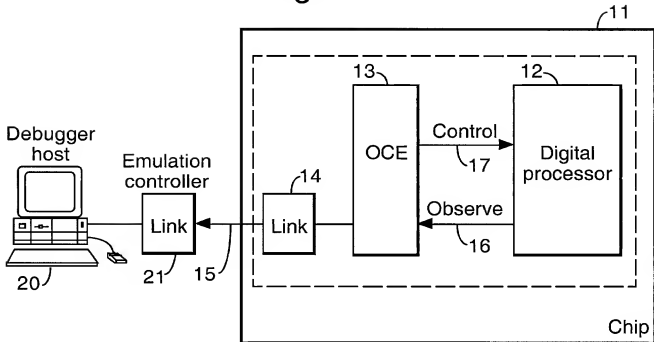 11
13
12
Debugger
host
Emulation
controller
14
Control
17
OCE
Digital
processor
Link
Link
Observe
16
20
21
15
Chip